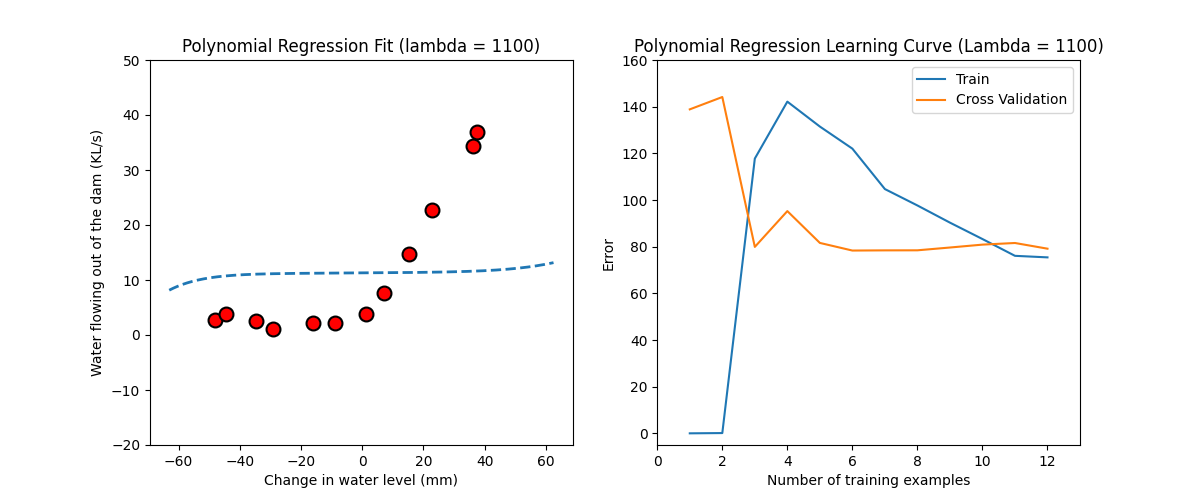 Polynomial Regression Fit (lambda = 1100)
50
40
30
20
10
0
−10
−20
Water flowing out of the dam (KL/s)
−60 −40 −20 0 20 40 60
Change in water level (mm)
Polynomial Regression Learning Curve (Lambda = 1100)
Train
Cross Validation
160
140
120
100
80
60
40
20
0
Error
0 2 4 6 8 10 12
Number of training examples